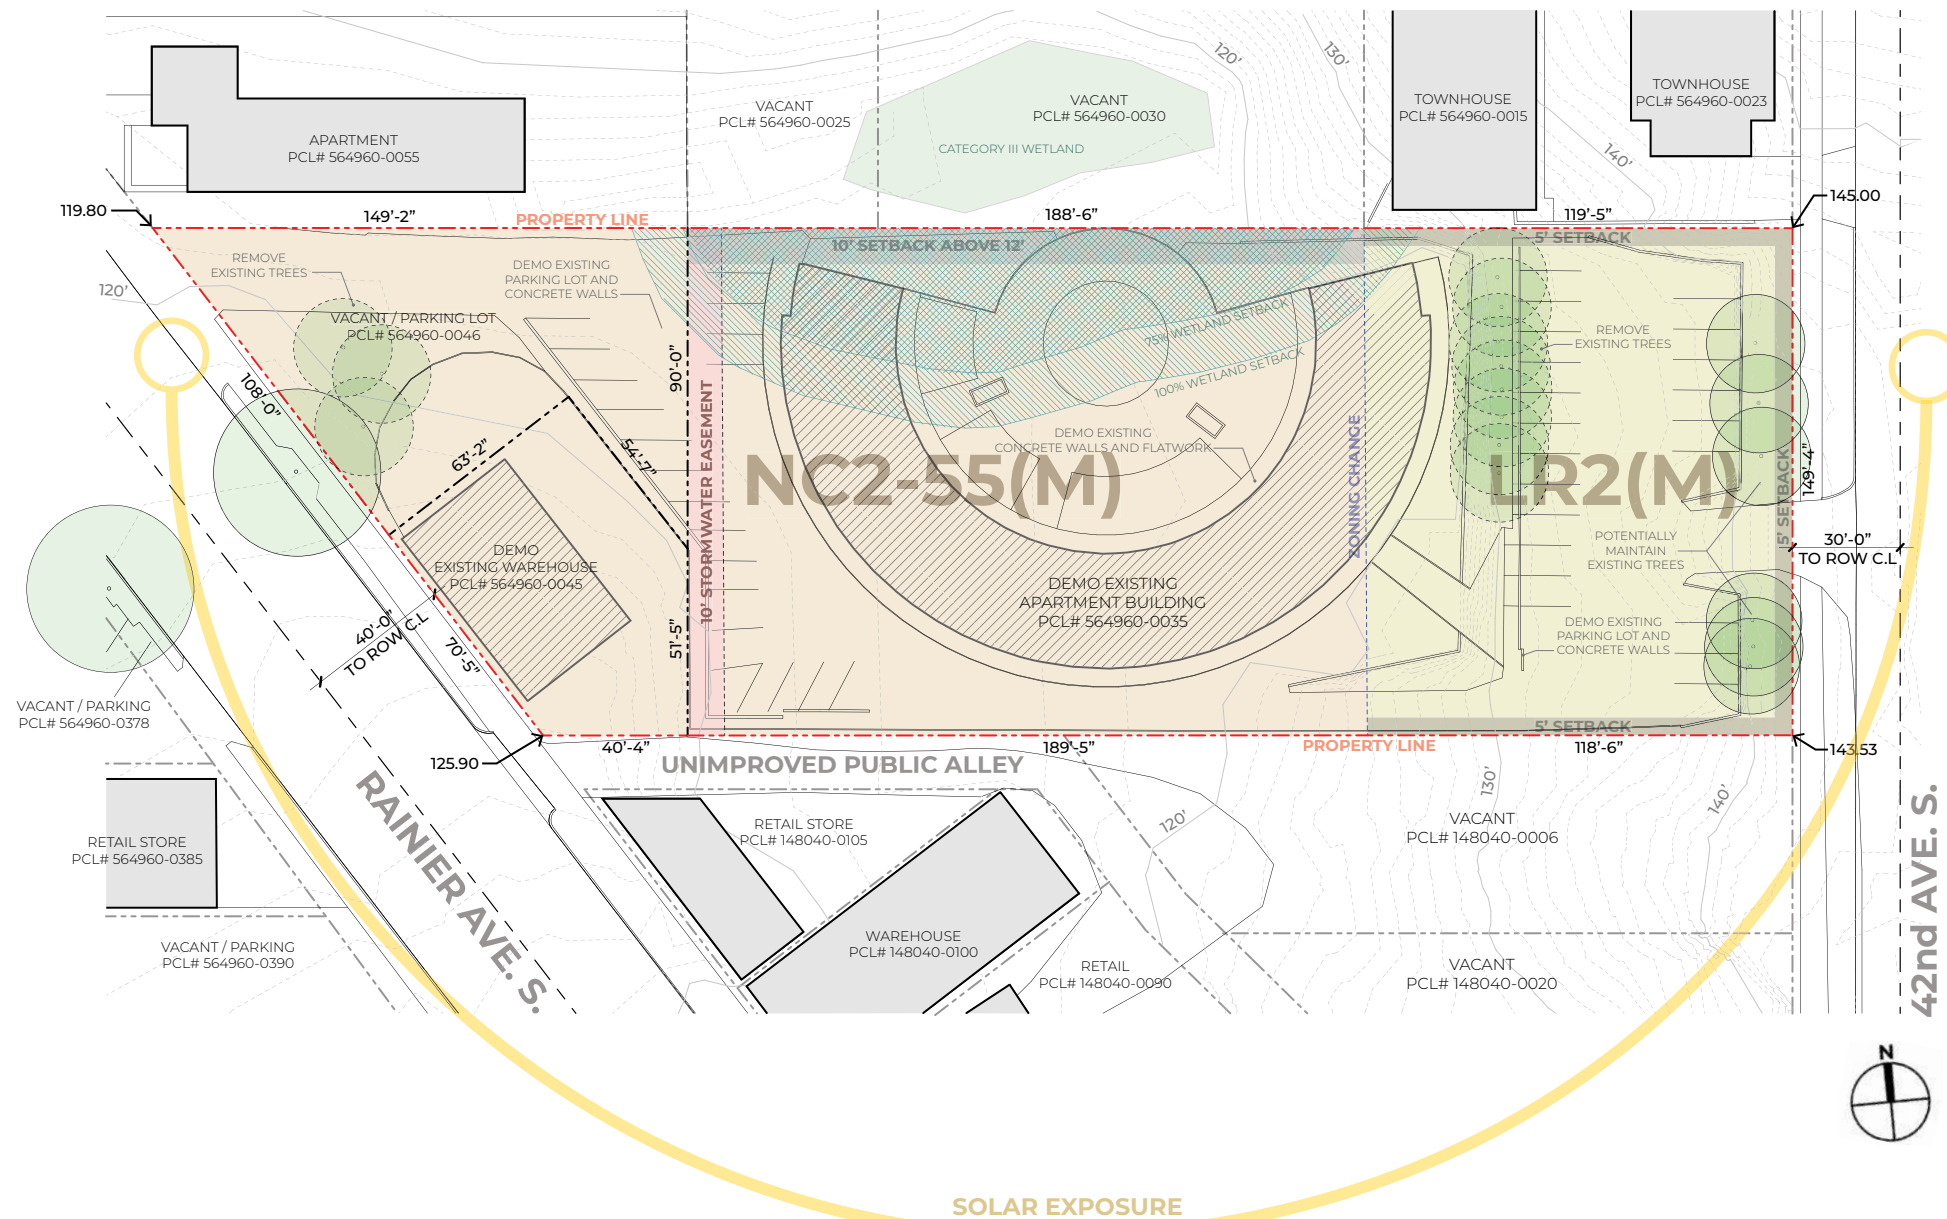 120'
130'
TOWNHOUSE
PCL# 564960-0023
VACANT
PCL# 564960-0025
VACANT
PCL# 564960-0030
TOWNHOUSE
PCL# 564960-0015
APARTMENT
PCL# 564960-0055
CATEGORY III WETLAND
140'
119.80
149'-2"
PROPERTY LINE
188'-6"
119'-5"
145.00
10' SETBACK ABOVE 12'
5' SETBACK
REMOVE
EXISTING TREES
DEMO EXISTING
PARKING LOT AND
CONCRETE WALLS
120'
VACANT / PARKING LOT
PCL# 564960-0046
75% WETLAND SETBACK
100% WETLAND SETBACK
REMOVE
EXISTING TREES
108'-0"
90'-0"
63'-2"
54'-7"
10' STORMWATER EASEMENT
DEMO EXISTING
CONCRETE WALLS AND FLATWORK
NC2-55(M)
ZONING CHANGE
LR2(M)
5' SETBACK
149'-4"
DEMO
EXISTING WAREHOUSE
PCL# 564960-0045
POTENTIALLY
MAINTAIN
EXISTING TREES
30'-0"
TO ROW C.L
DEMO EXISTING
APARTMENT BUILDING
PCL# 564960-0035
40'-0"
TO ROW C.L
70'-5"
51'-5"
DEMO EXISTING
PARKING LOT AND
CONCRETE WALLS
VACANT / PARKING
PCL# 564960-0378
5' SETBACK
125.90
40'-4"
189'-5"
PROPERTY LINE
118'-6"
143.53
UNIMPROVED PUBLIC ALLEY
RAINIER AVE. S.
120'
130'
140'
42nd AVE. S.
RETAIL STORE
PCL# 148040-0105
VACANT
PCL# 148040-0006
RETAIL STORE
PCL# 564960-0385
VACANT / PARKING
PCL# 564960-0390
WAREHOUSE
PCL# 148040-0100
RETAIL
PCL# 148040-0090
VACANT
PCL# 148040-0020
N
SOLAR EXPOSURE